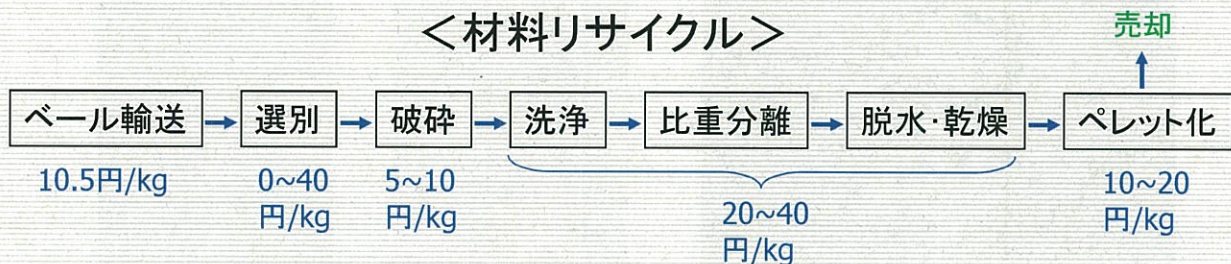 <材料リサイクル>
売却
ベール輸送 選別 破砕 洗浄 比重分離 脱水・乾燥 ペレット化
10.5円/kg
0~40
円/kg
5~10
円/kg
20~40
円/kg
10~20
円/kg